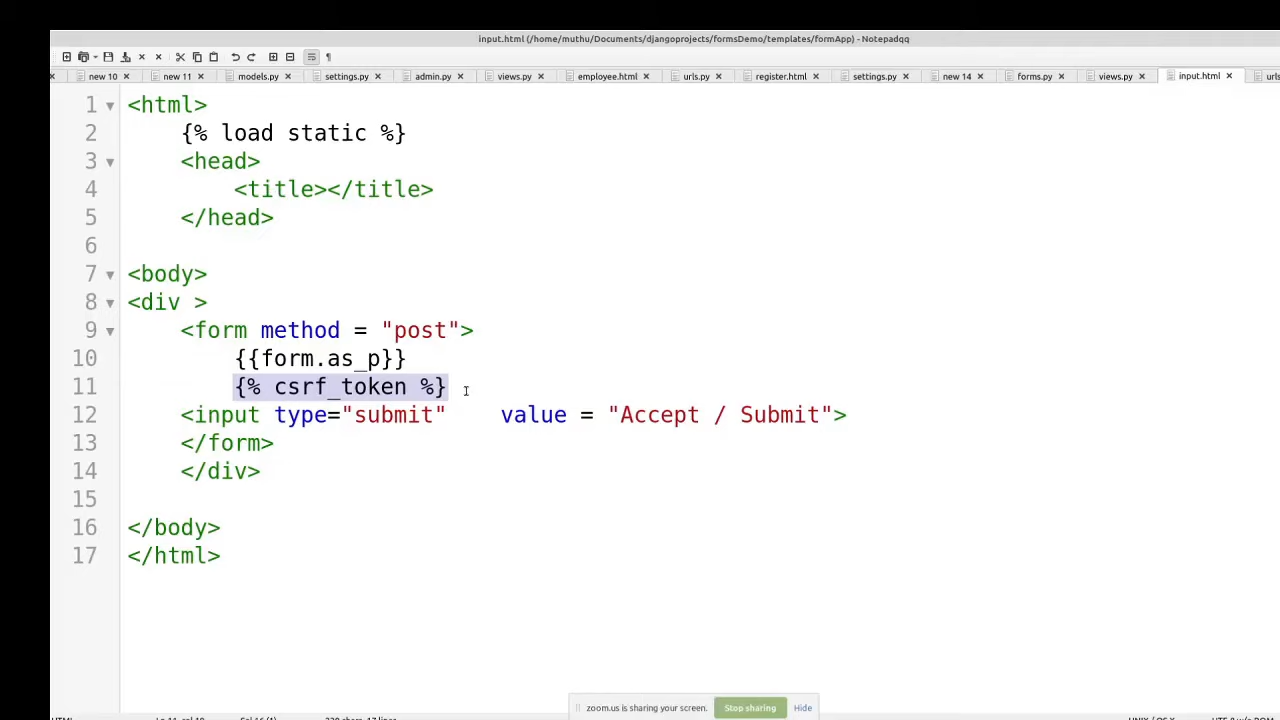 input.html (/home/muthu/Documents/djangoprojects/formsDemo/templates/formApp) - Notepadqq
new 10 new 11 models.py settings.py admin.py views.py employee.html urls.py register.html settings.py new 14 forms.py views.py input.html urls
1 <html>
2 {% load static %}
3 <head>
4 <title></title>
5 </head>
6
7 <body>
8 <div >
9 <form method = "post">
10 {{form.as_p}}
11 {% csrf_token %}
12 <input type="submit" value = "Accept / Submit">
13 </form>
14 </div>
15
16 </body>
17 </html>
zoom.us is sharing your screen. Stop sharing Hide